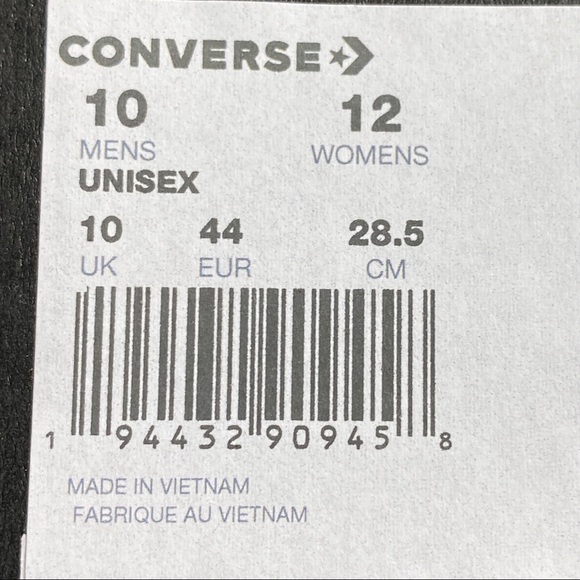 CONVERSE
10 12
MENS WOMENS
UNISEX
10 44 28.5
UK EUR CM
1 94432 90945 8
MADE IN VIETNAM
FABRIQUE AU VIETNAM